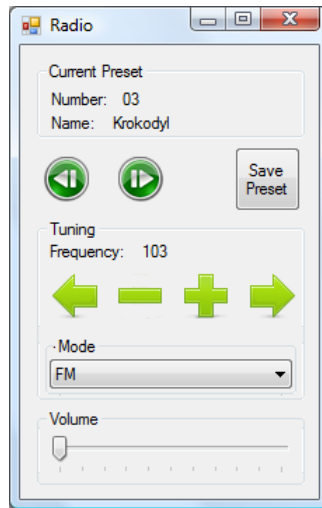 Radio
Current Preset
Number: 03
Name: Krokodyl
Save
Preset
Tuning
Frequency: 103
Mode
FM
Volume